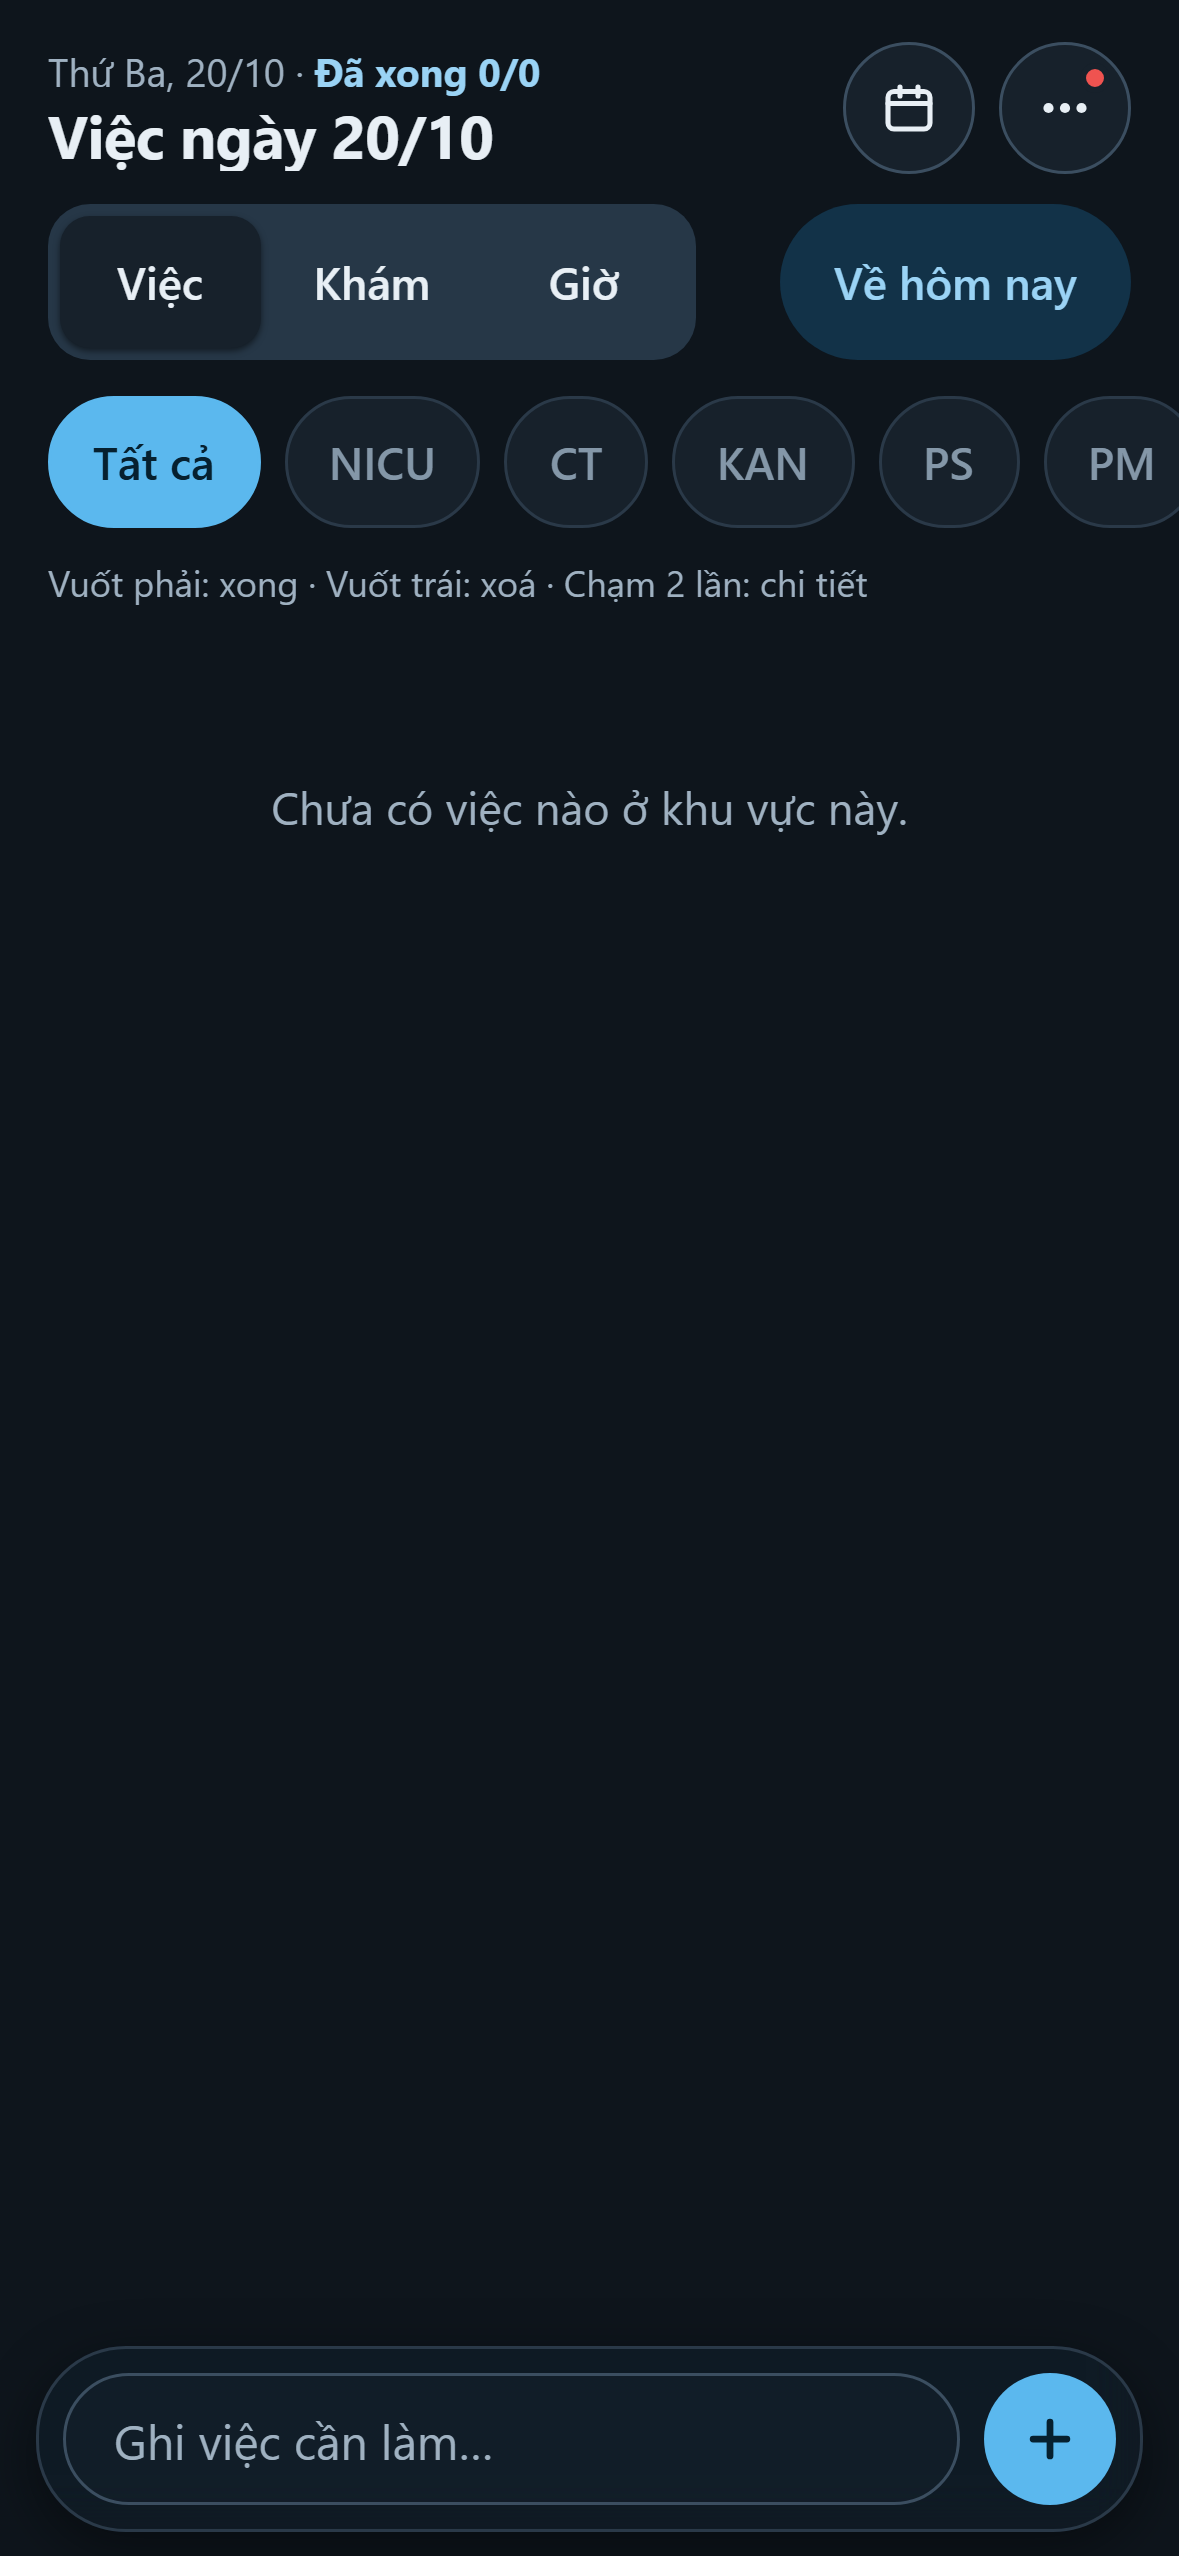 Thứ Ba, 20/10 · Đã xong 0/0
Việc ngày 20/10
Việc Khám Giờ Về hôm nay
Tất cả NICU CT KAN PS PM
Vuốt phải: xong · Vuốt trái: xoá · Chạm 2 lần: chi tiết
Chưa có việc nào ở khu vực này.
Ghi việc cần làm...